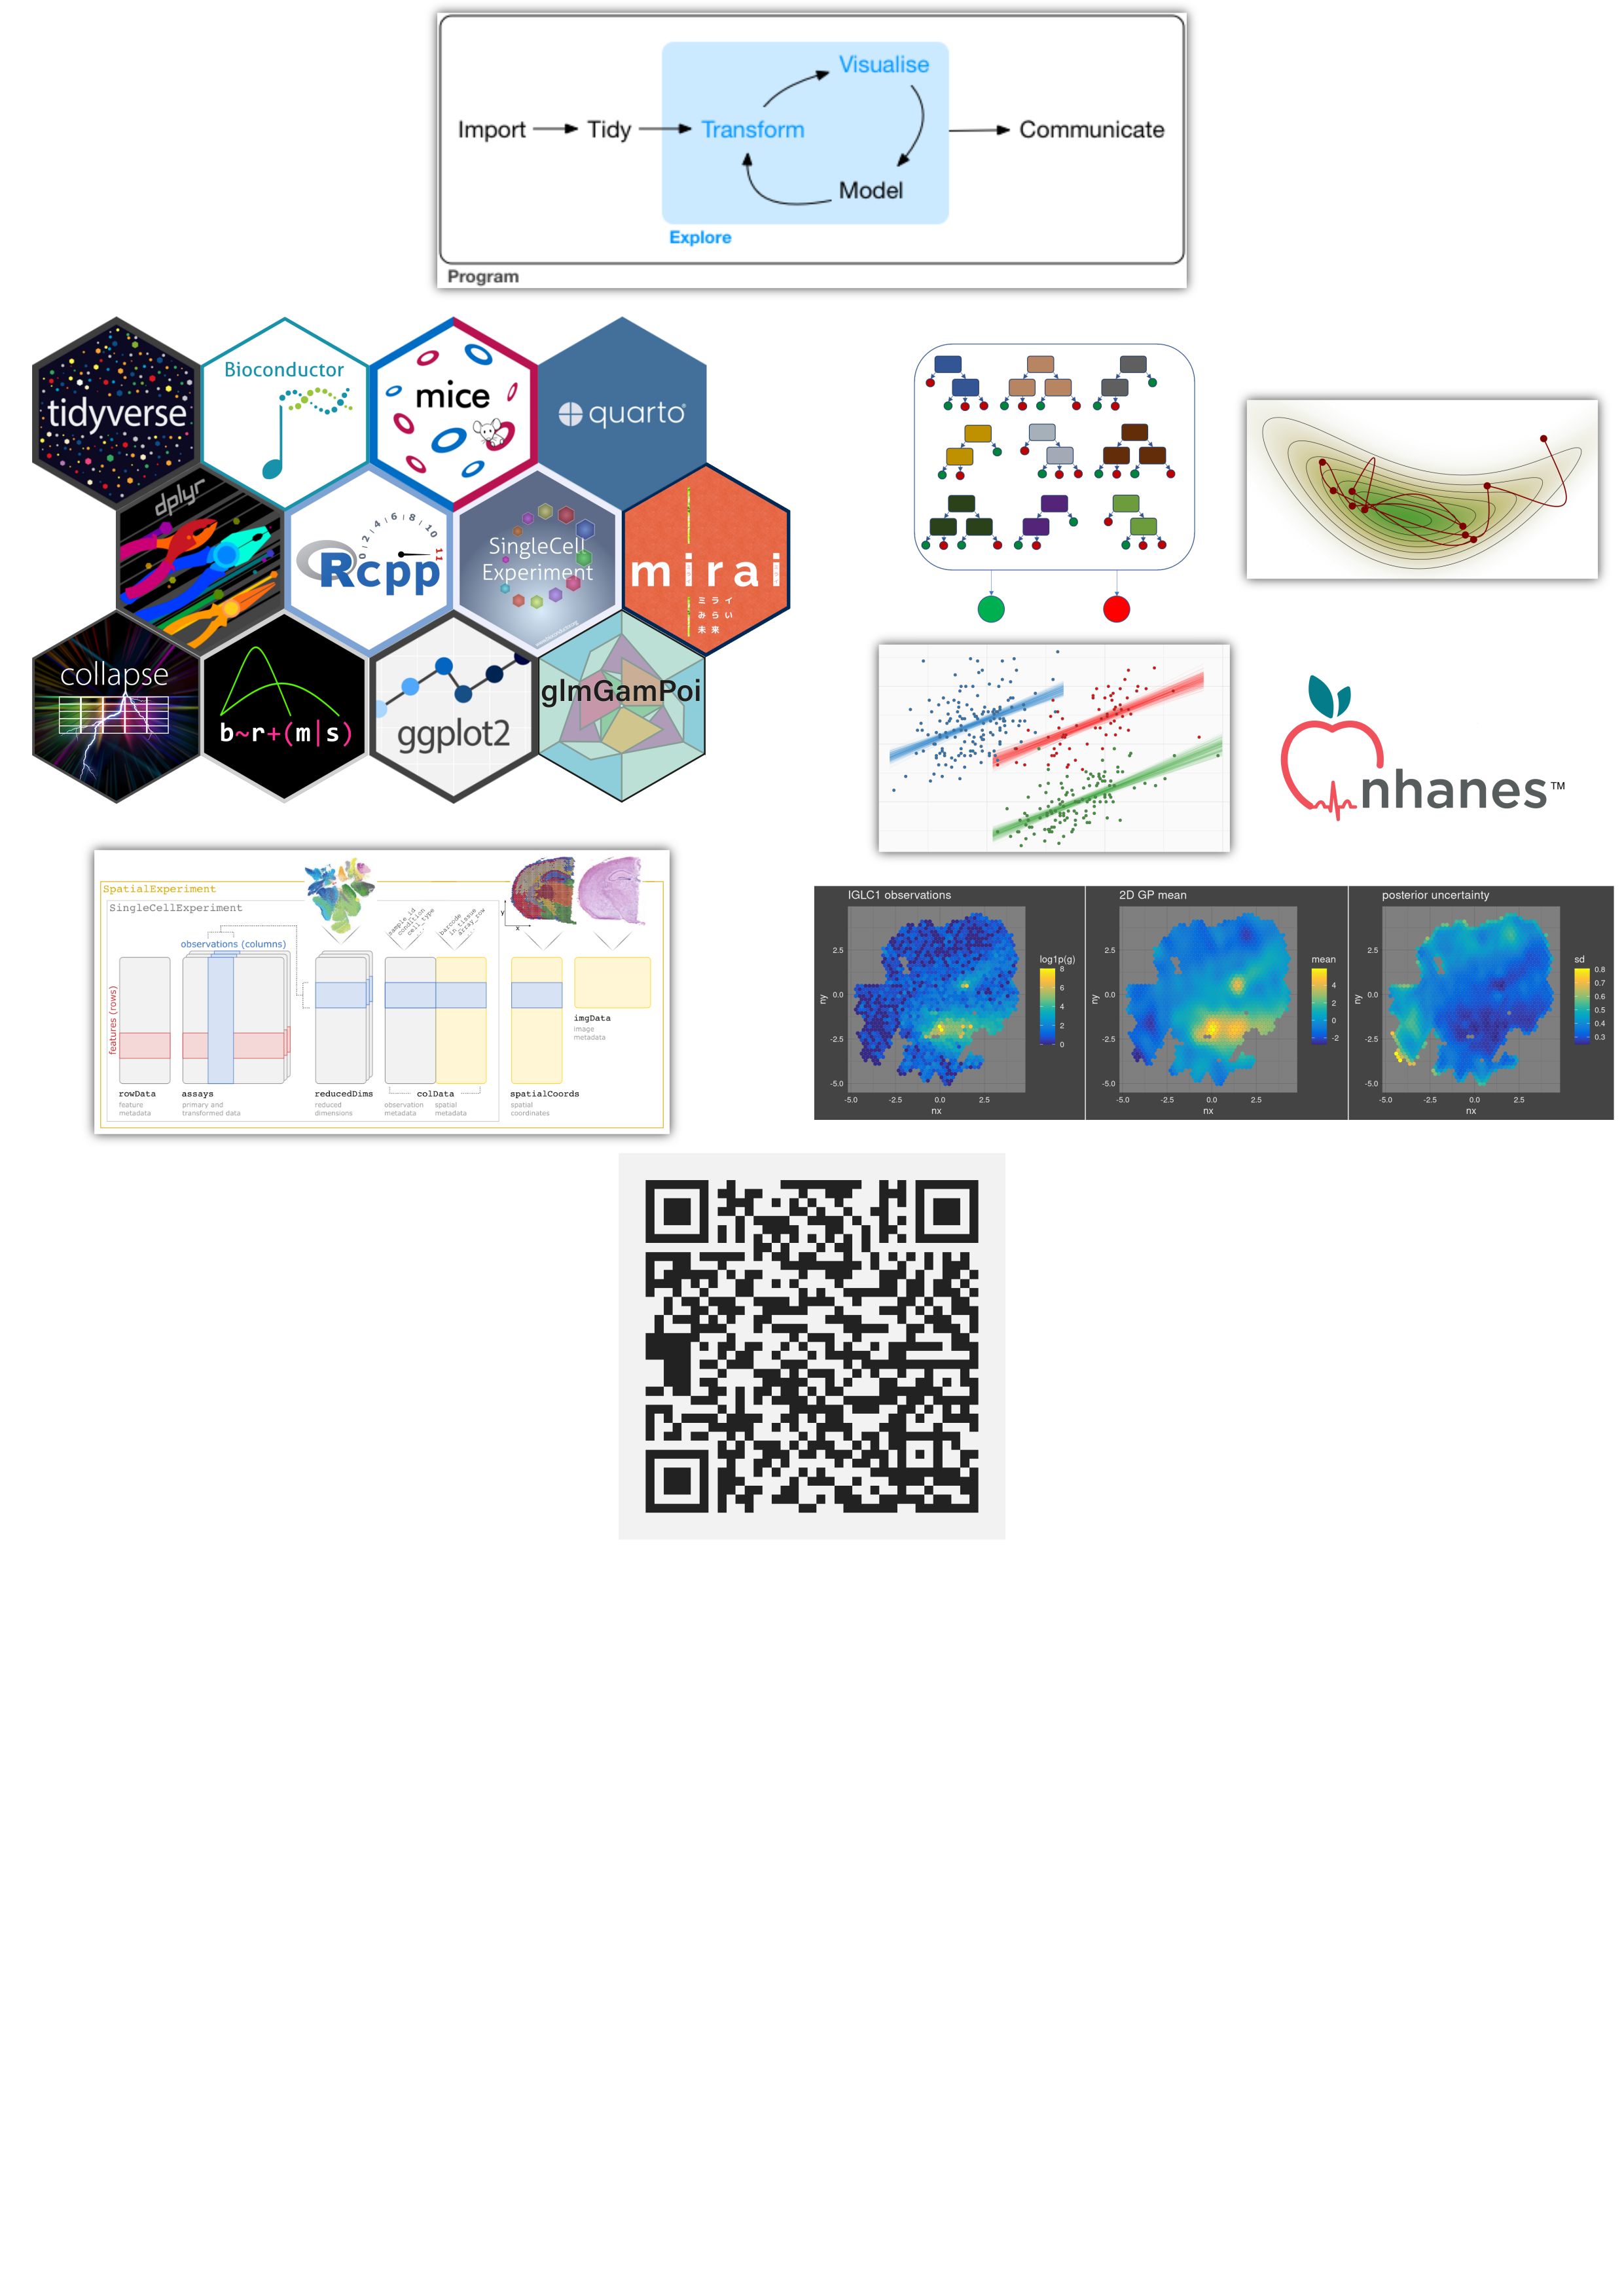 Visualise
Import
Tidy
Transform
Communicate
Model
Explore
Program
tidyverse
Bioconductor
mice
quarto
dplyr
0 2 4 6 8 10 11
Rcpp
SingleCell
Experiment
mirai
ミライ
みらい
未来
collapse
b~r+(m|s)
ggplot2
glmGamPoi
nhanes™
SpatialExperiment
SingleCellExperiment
observations (columns)
features (rows)
sample_id
condition
cell_type
...
barcode
in_tissue
array_row
...
y
x
imgData
image
metadata
rowData
assays
reducedDims
colData
spatialCoords
feature
metadata
primary and
transformed data
reduced
dimensions
observation
metadata
spatial
metadata
spatial
coordinates
IGLC1 observations
2.5
0.0
-2.5
-5.0
ny
-5.0 -2.5 0.0 2.5
nx
log1p(g)
8
6
4
2
0
2D GP mean
2.5
0.0
-2.5
-5.0
ny
-5.0 -2.5 0.0 2.5
nx
mean
4
2
0
-2
posterior uncertainty
2.5
0.0
-2.5
-5.0
ny
-5.0 -2.5 0.0 2.5
nx
sd
0.8
0.7
0.6
0.5
0.4
0.3